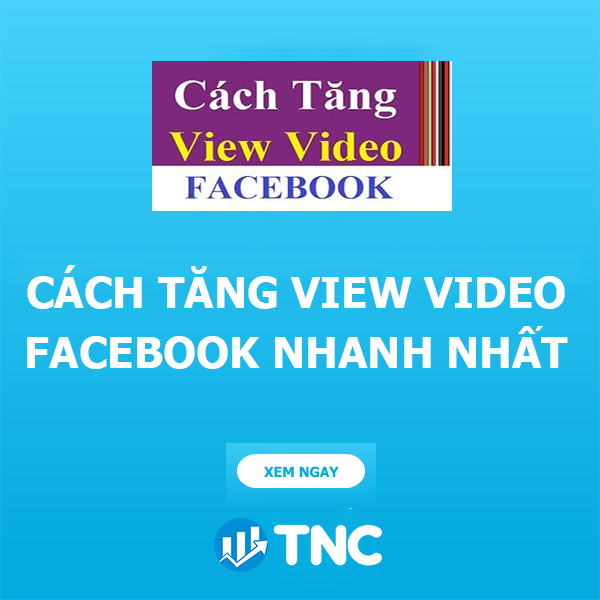 Cách Tăng
View Video
FACEBOOK
CÁCH TĂNG VIEW VIDEO
FACEBOOK NHANH NHẤT
XEM NGAY
TNC